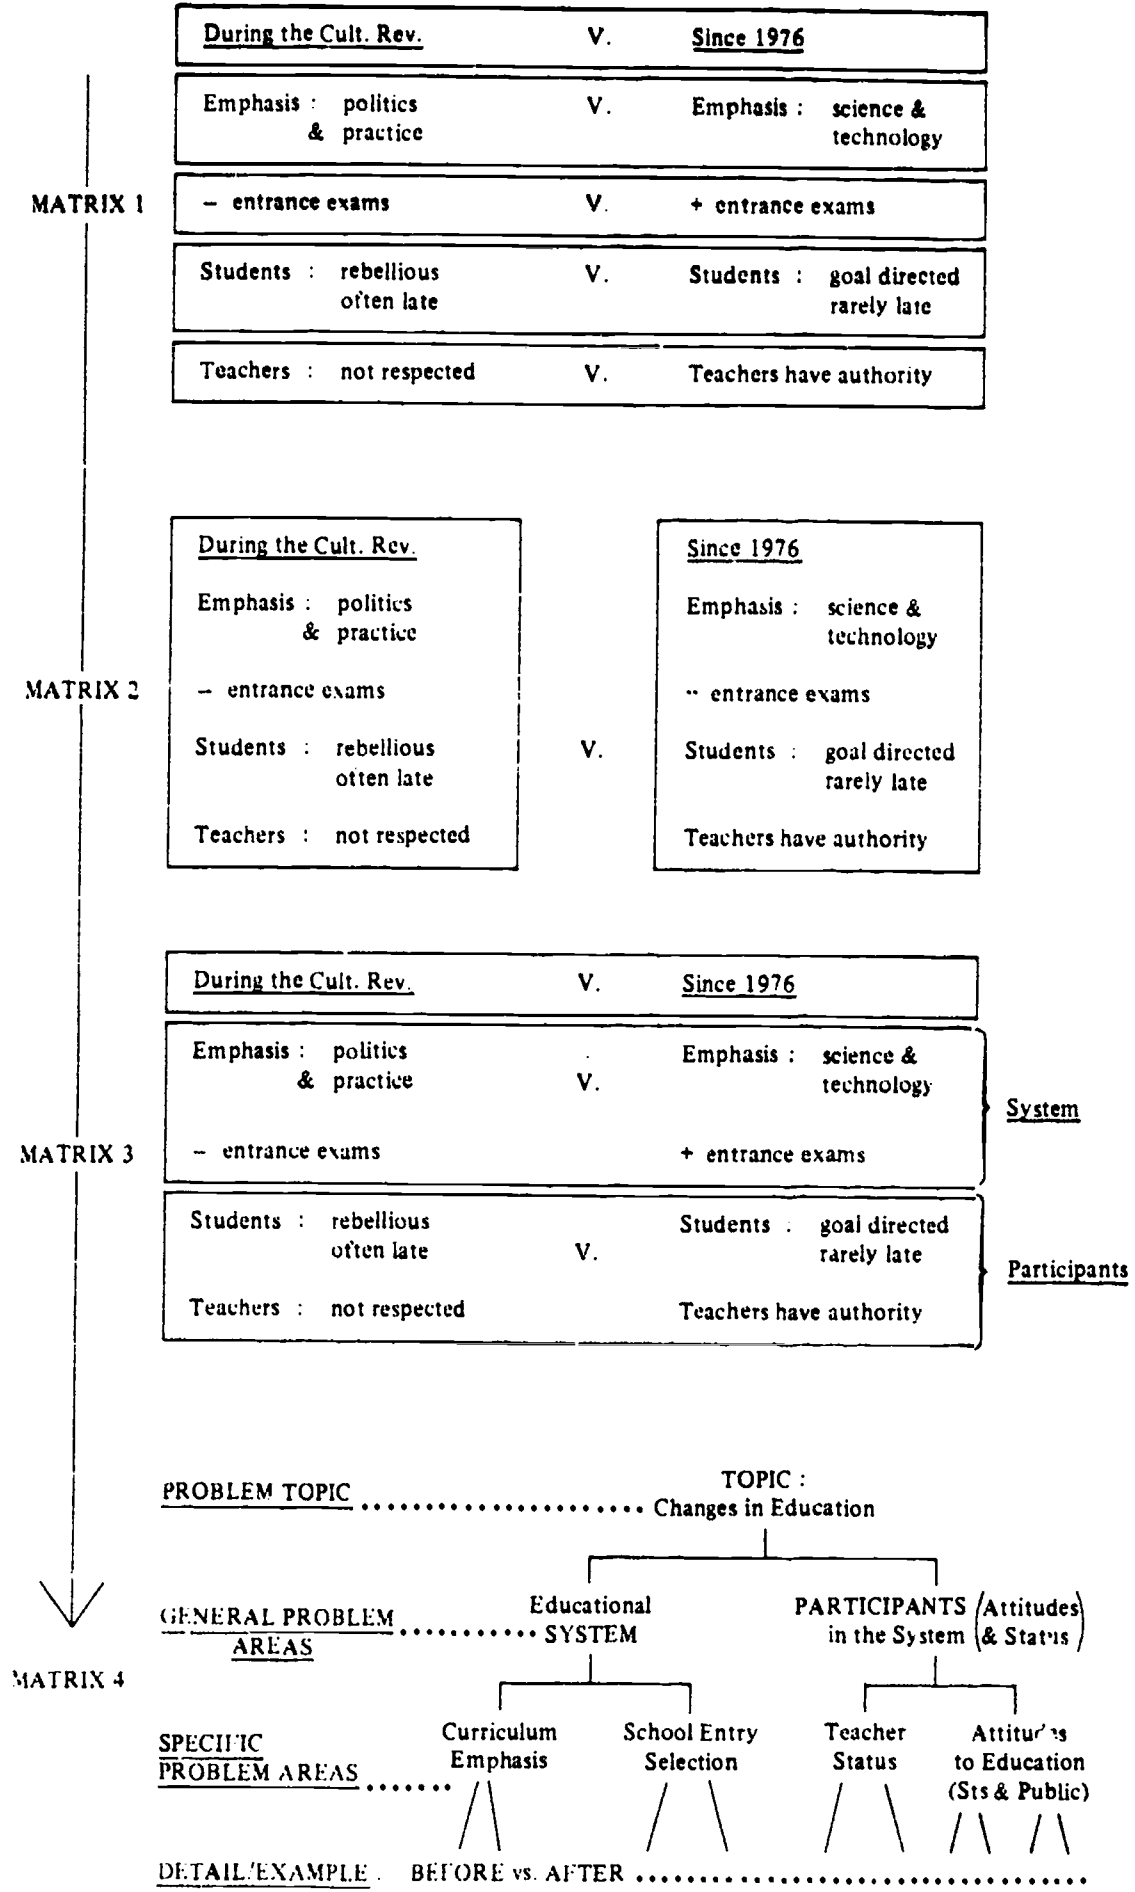 During the Cult. Rev. V. Since 1976
Emphasis : politics V. Emphasis : science &
& practice technology
MATRIX 1
– entrance exams V. + entrance exams
Students : rebellious V. Students : goal directed
often late rarely late
Teachers : not respected V. Teachers have authority
During the Cult. Rev. Since 1976
Emphasis : politics Emphasis : science &
& practice technology
MATRIX 2
– entrance exams -- entrance exams
Students : rebellious V. Students : goal directed
often late rarely late
Teachers : not respected Teachers have authority
During the Cult. Rev. V. Since 1976
Emphasis : politics Emphasis : science &
& practice V. technology
System
MATRIX 3
– entrance exams + entrance exams
Students : rebellious Students : goal directed
often late V. rarely late
Participants
Teachers : not respected Teachers have authority
TOPIC :
PROBLEM TOPIC .......................... Changes in Education
Educational PARTICIPANTS (Attitudes
GENERAL PROBLEM ............ SYSTEM in the System & Status)
AREAS
MATRIX 4
Curriculum School Entry Teacher Attitudes
SPECIFIC Emphasis Selection Status to Education
PROBLEM AREAS ....... (Sts & Public)
DETAIL/EXAMPLE . BEFORE vs. AFTER ....................................